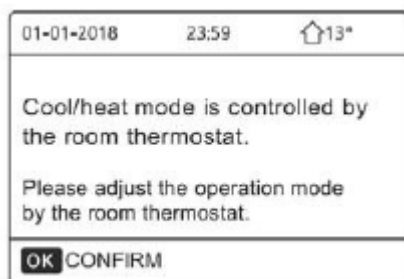 01-01-2018 23:59 13°
Cool/heat mode is controlled by
the room thermostat.
Please adjust the operation mode
by the room thermostat.
OK CONFIRM